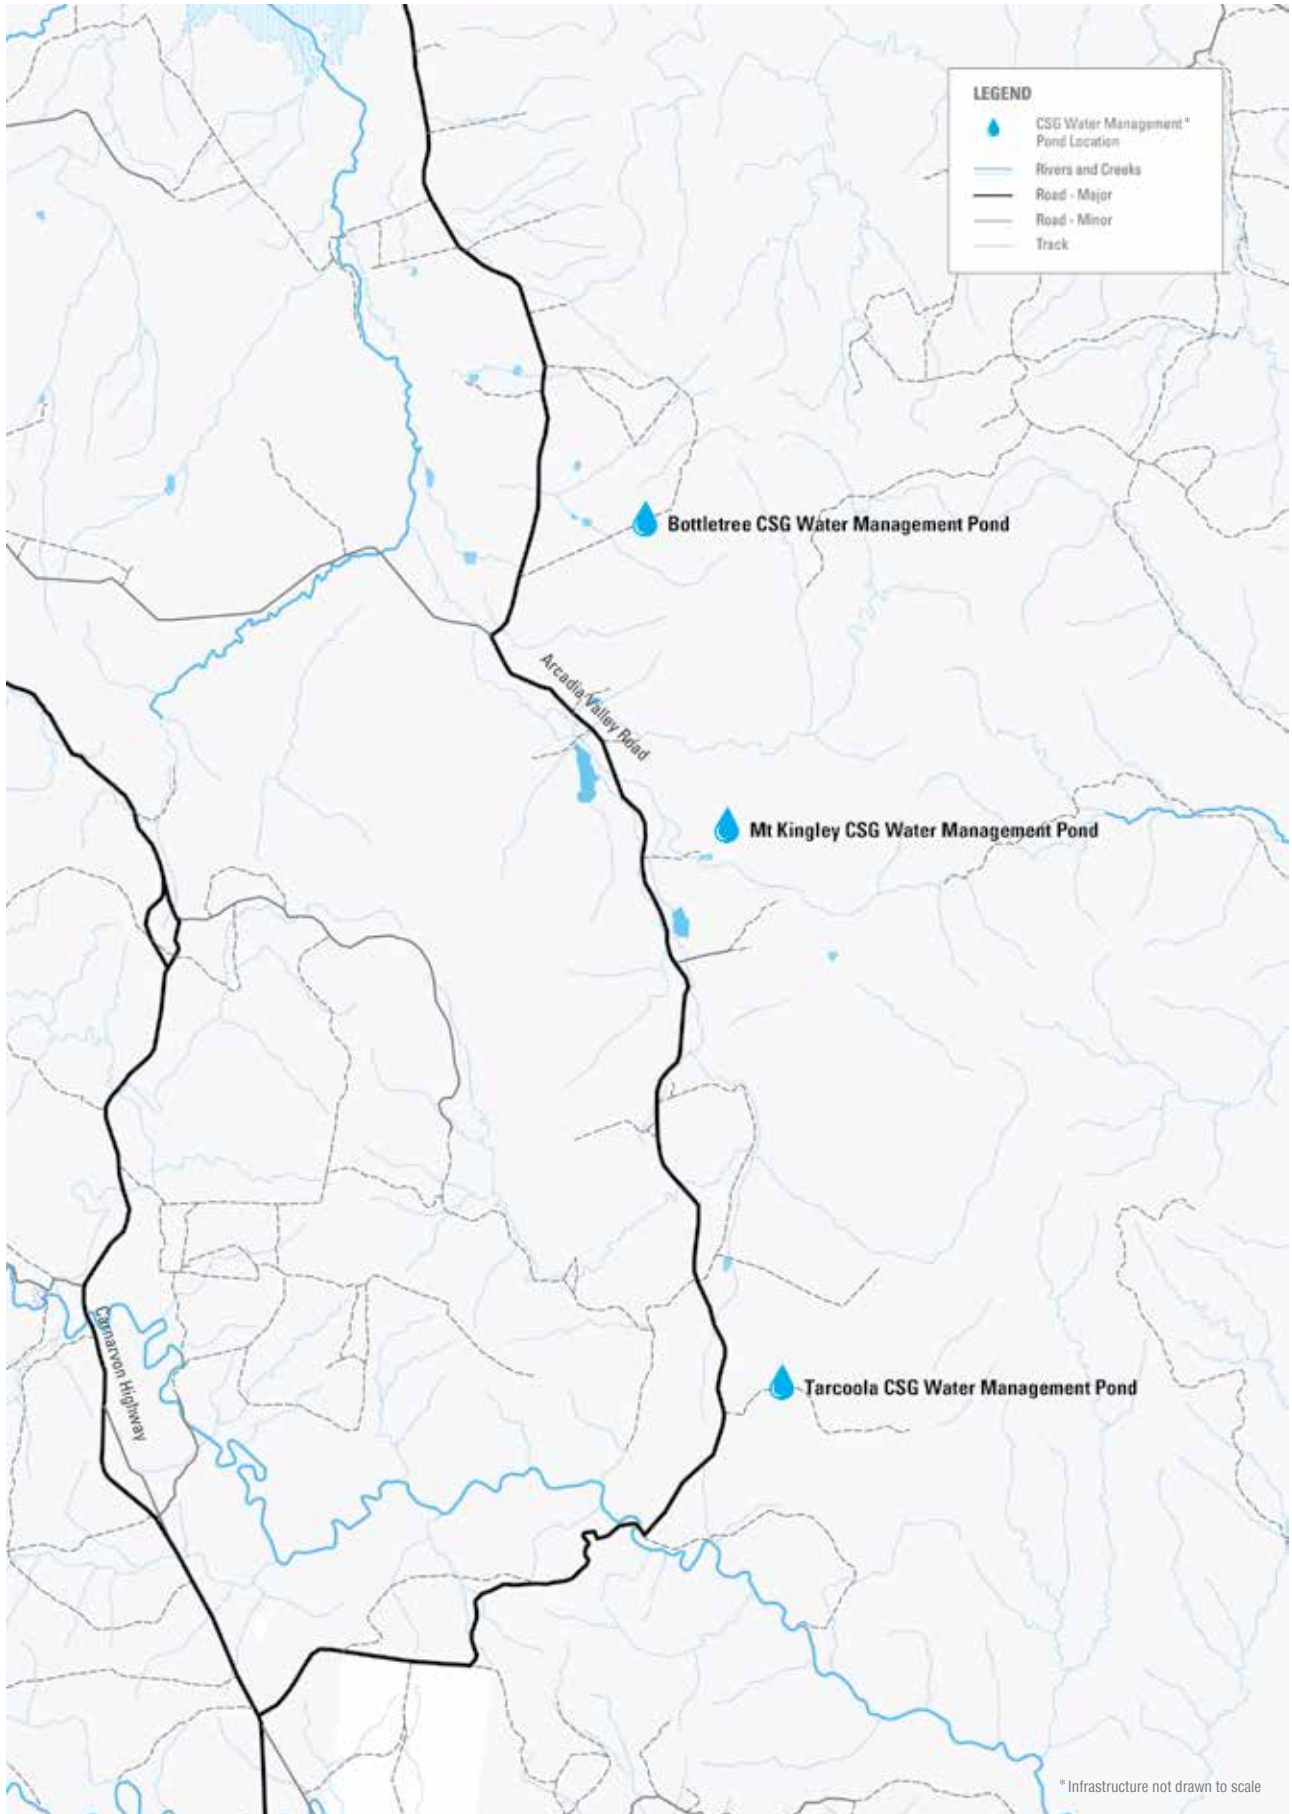 LEGEND
CSG Water Management*
Pond Location
Rivers and Creeks
Road - Major
Road - Minor
Track
Bottletree CSG Water Management Pond
Arcadia Valley Road
Mt Kingley CSG Water Management Pond
Carnarvon Highway
Tarcoola CSG Water Management Pond
*Infrastructure not drawn to scale